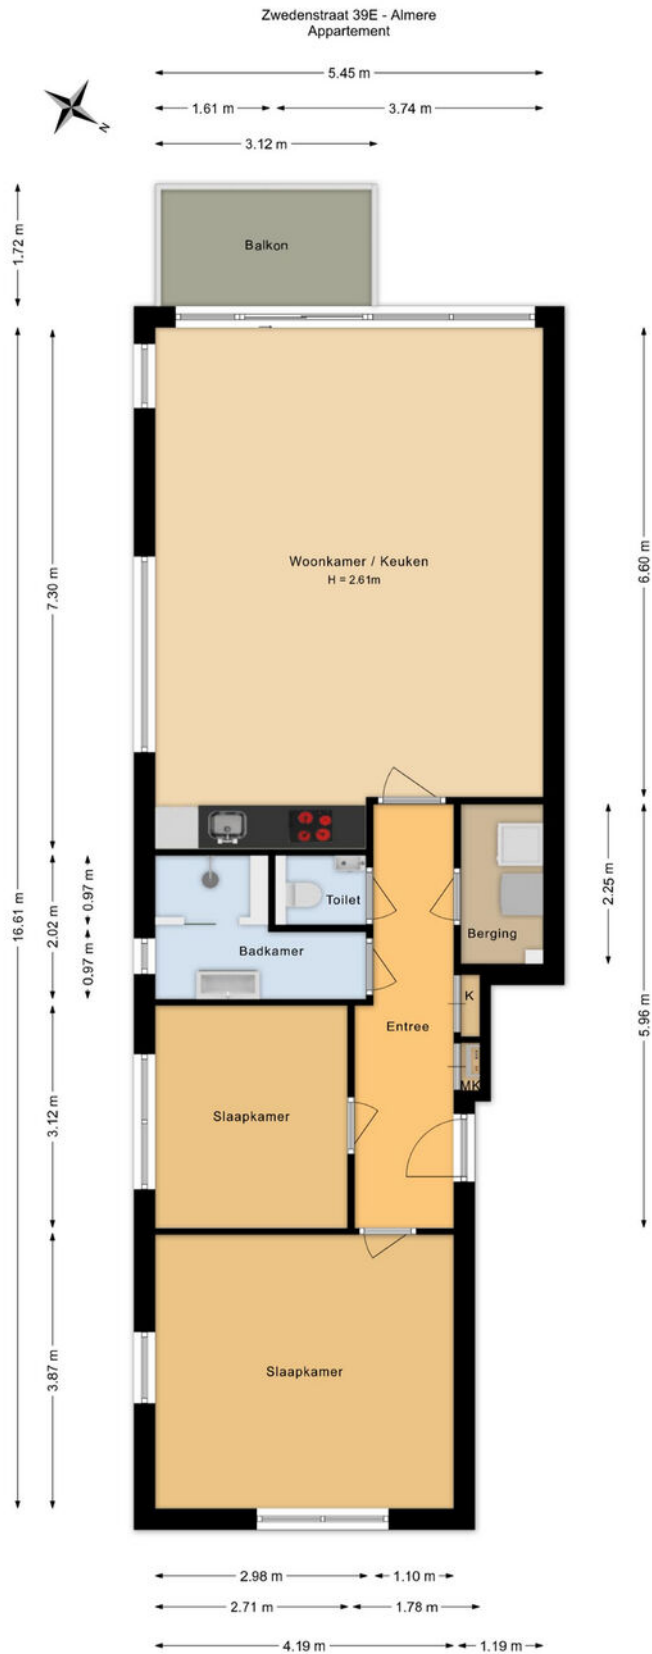 Zwedenstraat 39E - Almere
Appartement
5.45 m
1.61 m
3.74 m
3.12 m
N
1.72 m
Balkon
Woonkamer / Keuken
H = 2.61m
7.30 m
6.60 m
16.61 m
0.97 m
2.02 m
0.97 m
Toilet
Badkamer
Berging
2.25 m
K
Entree
5.96 m
MK
Slaapkamer
3.12 m
Slaapkamer
3.87 m
2.98 m
1.10 m
2.71 m
1.78 m
4.19 m
1.19 m